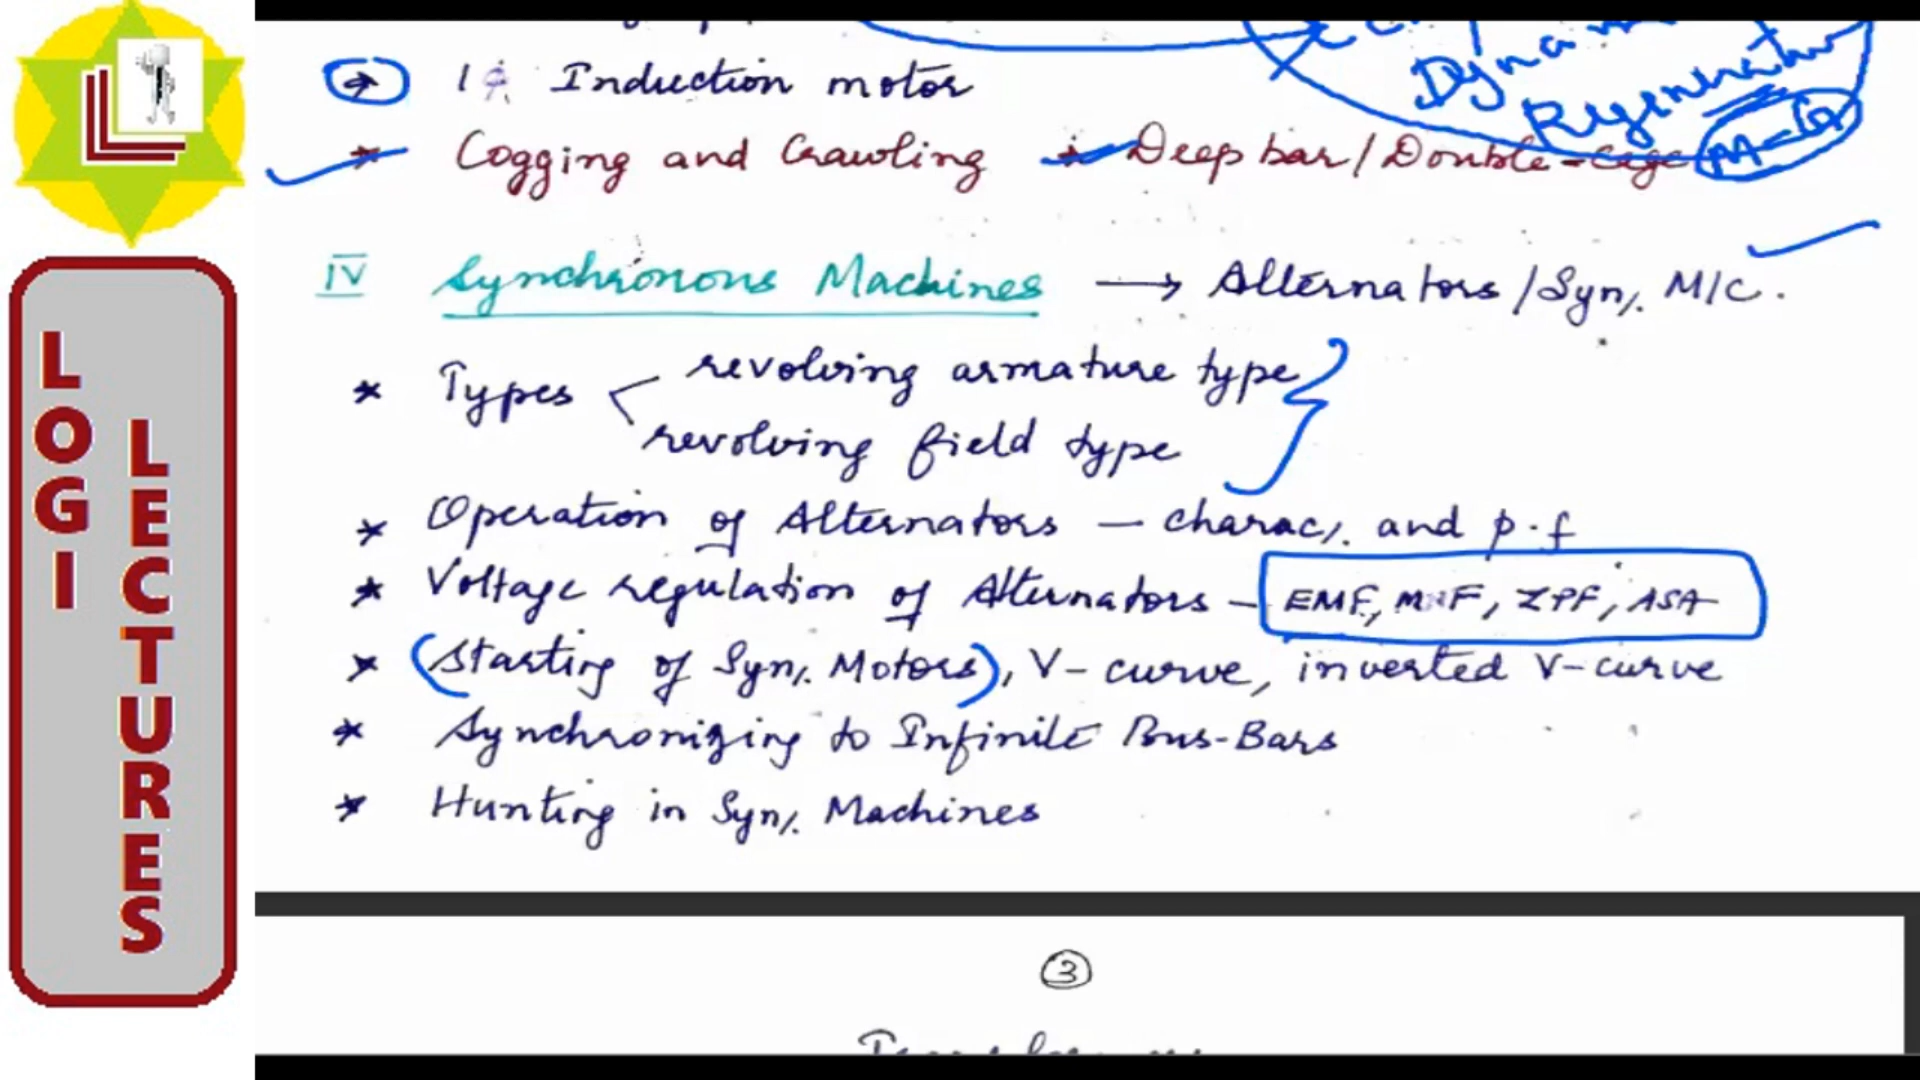 LOGI
LECTURES
Dynam
Regenerative
→ 1ϕ Induction motor
M-G
* Cogging and Crawling * Deep bar/Double-cage
IV Synchronous Machines → Alternators/Syn. M/C.
* Types < revolving armature type
revolving field type
* Operation of Alternators – charac. and p.f
* Voltage regulation of Alternators – EMF, MMF, ZPF, ASA
* (Starting of Syn. Motors), V-curve, inverted V-curve
* Synchronizing to Infinite Bus-Bars
* Hunting in Syn. Machines
3